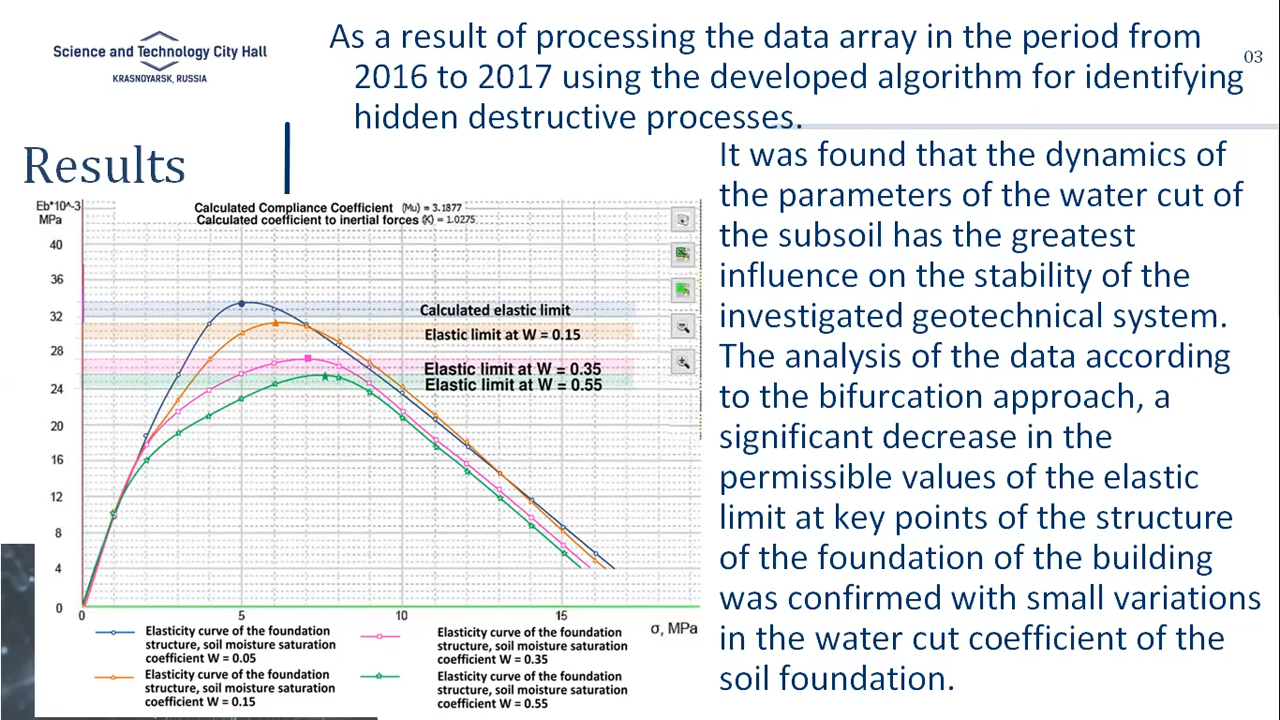 Science and Technology City Hall
KRASNOYARSK, RUSSIA
As a result of processing the data array in the period from
2016 to 2017 using the developed algorithm for identifying
hidden destructive processes.
03
Results
It was found that the dynamics of
the parameters of the water cut of
the subsoil has the greatest
influence on the stability of the
investigated geotechnical system.
The analysis of the data according
to the bifurcation approach, a
significant decrease in the
permissible values of the elastic
limit at key points of the structure
of the foundation of the building
was confirmed with small variations
in the water cut coefficient of the
soil foundation.
Eb*10^-3
MPa
Calculated Compliance Coefficient (Mu) = 3.1877
Calculated coefficient to inertial forces (K) = 1.0275
40
36
32
28
24
20
16
12
8
4
0
Calculated elastic limit
Elastic limit at W = 0.15
Elastic limit at W = 0.35
Elastic limit at W = 0.55
0 5 10 15
σ, MPa
Elasticity curve of the foundation
structure, soil moisture saturation
coefficient W = 0.05
Elasticity curve of the foundation
structure, soil moisture saturation
coefficient W = 0.15
Elasticity curve of the foundation
structure, soil moisture saturation
coefficient W = 0.35
Elasticity curve of the foundation
structure, soil moisture saturation
coefficient W = 0.55